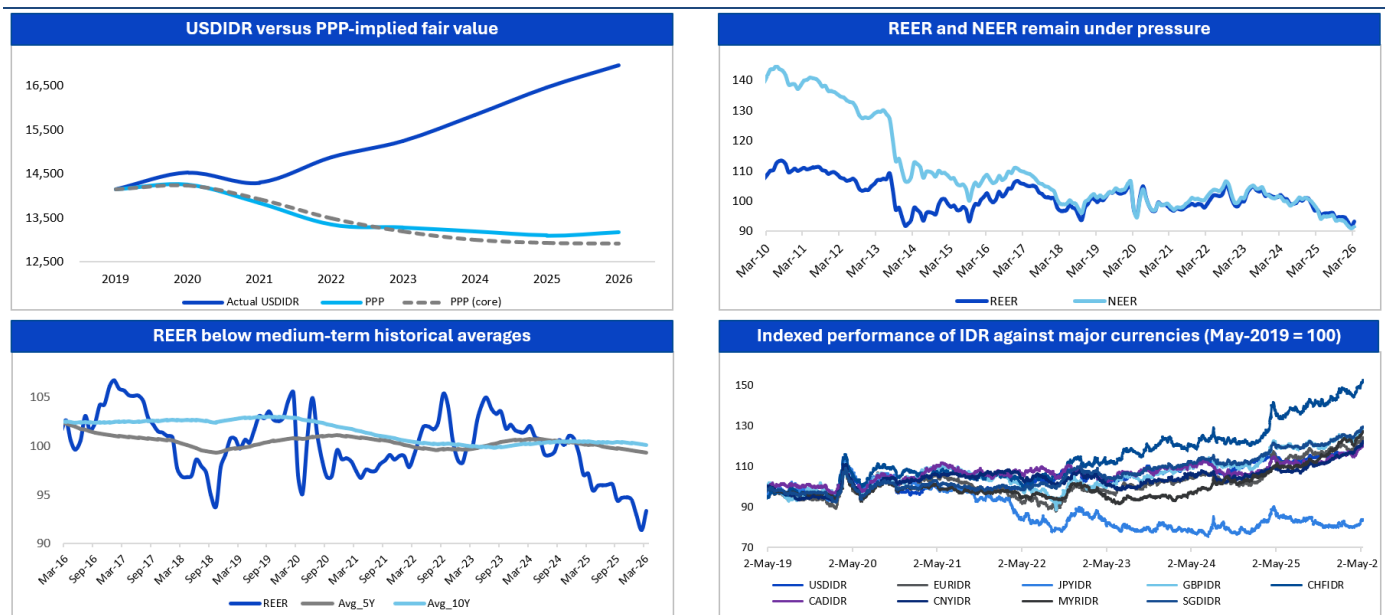 USDIDR versus PPP-implied fair value
16,500
15,500
14,500
13,500
12,500
2019 2020 2021 2022 2023 2024 2025 2026
Actual USDIDR PPP PPP (core)
REER and NEER remain under pressure
140
130
120
110
100
90
Mar-10 Mar-11 Mar-12 Mar-13 Mar-14 Mar-15 Mar-16 Mar-17 Mar-18 Mar-19 Mar-20 Mar-21 Mar-22 Mar-23 Mar-24 Mar-25 Mar-26
REER NEER
REER below medium-term historical averages
105
100
95
90
Mar-16 Sep-16 Mar-17 Sep-17 Mar-18 Sep-18 Mar-19 Sep-19 Mar-20 Sep-20 Mar-21 Sep-21 Mar-22 Sep-22 Mar-23 Sep-23 Mar-24 Sep-24 Mar-25 Sep-25 Mar-26
REER Avg_5Y Avg_10Y
Indexed performance of IDR against major currencies (May-2019 = 100)
150
130
110
90
70
2-May-19 2-May-20 2-May-21 2-May-22 2-May-23 2-May-24 2-May-25 2-May-2
USDIDR EURIDR JPYIDR GBPIDR CHFIDR
CADIDR CNYIDR MYRIDR SGDIDR